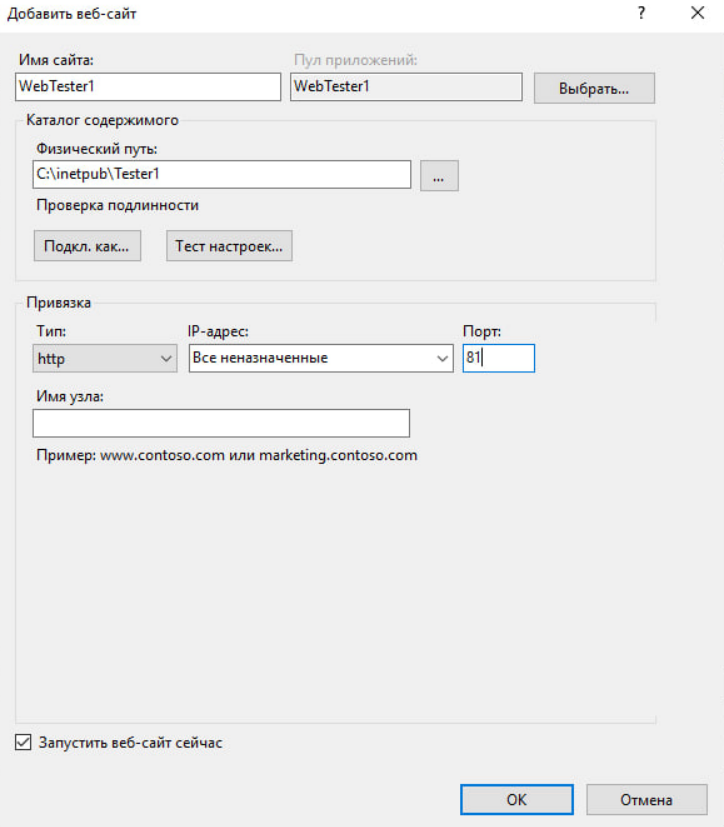 Добавить веб-сайт ? ×
Имя сайта: Пул приложений:
WebTester1 WebTester1 Выбрать...
Каталог содержимого
Физический путь:
C:\inetpub\Tester1 ...
Проверка подлинности
Подкл. как... Тест настроек...
Привязка
Тип: IP-адрес: Порт:
http Все неназначенные 81
Имя узла:
Пример: www.contoso.com или marketing.contoso.com
Запустить веб-сайт сейчас
OK Отмена